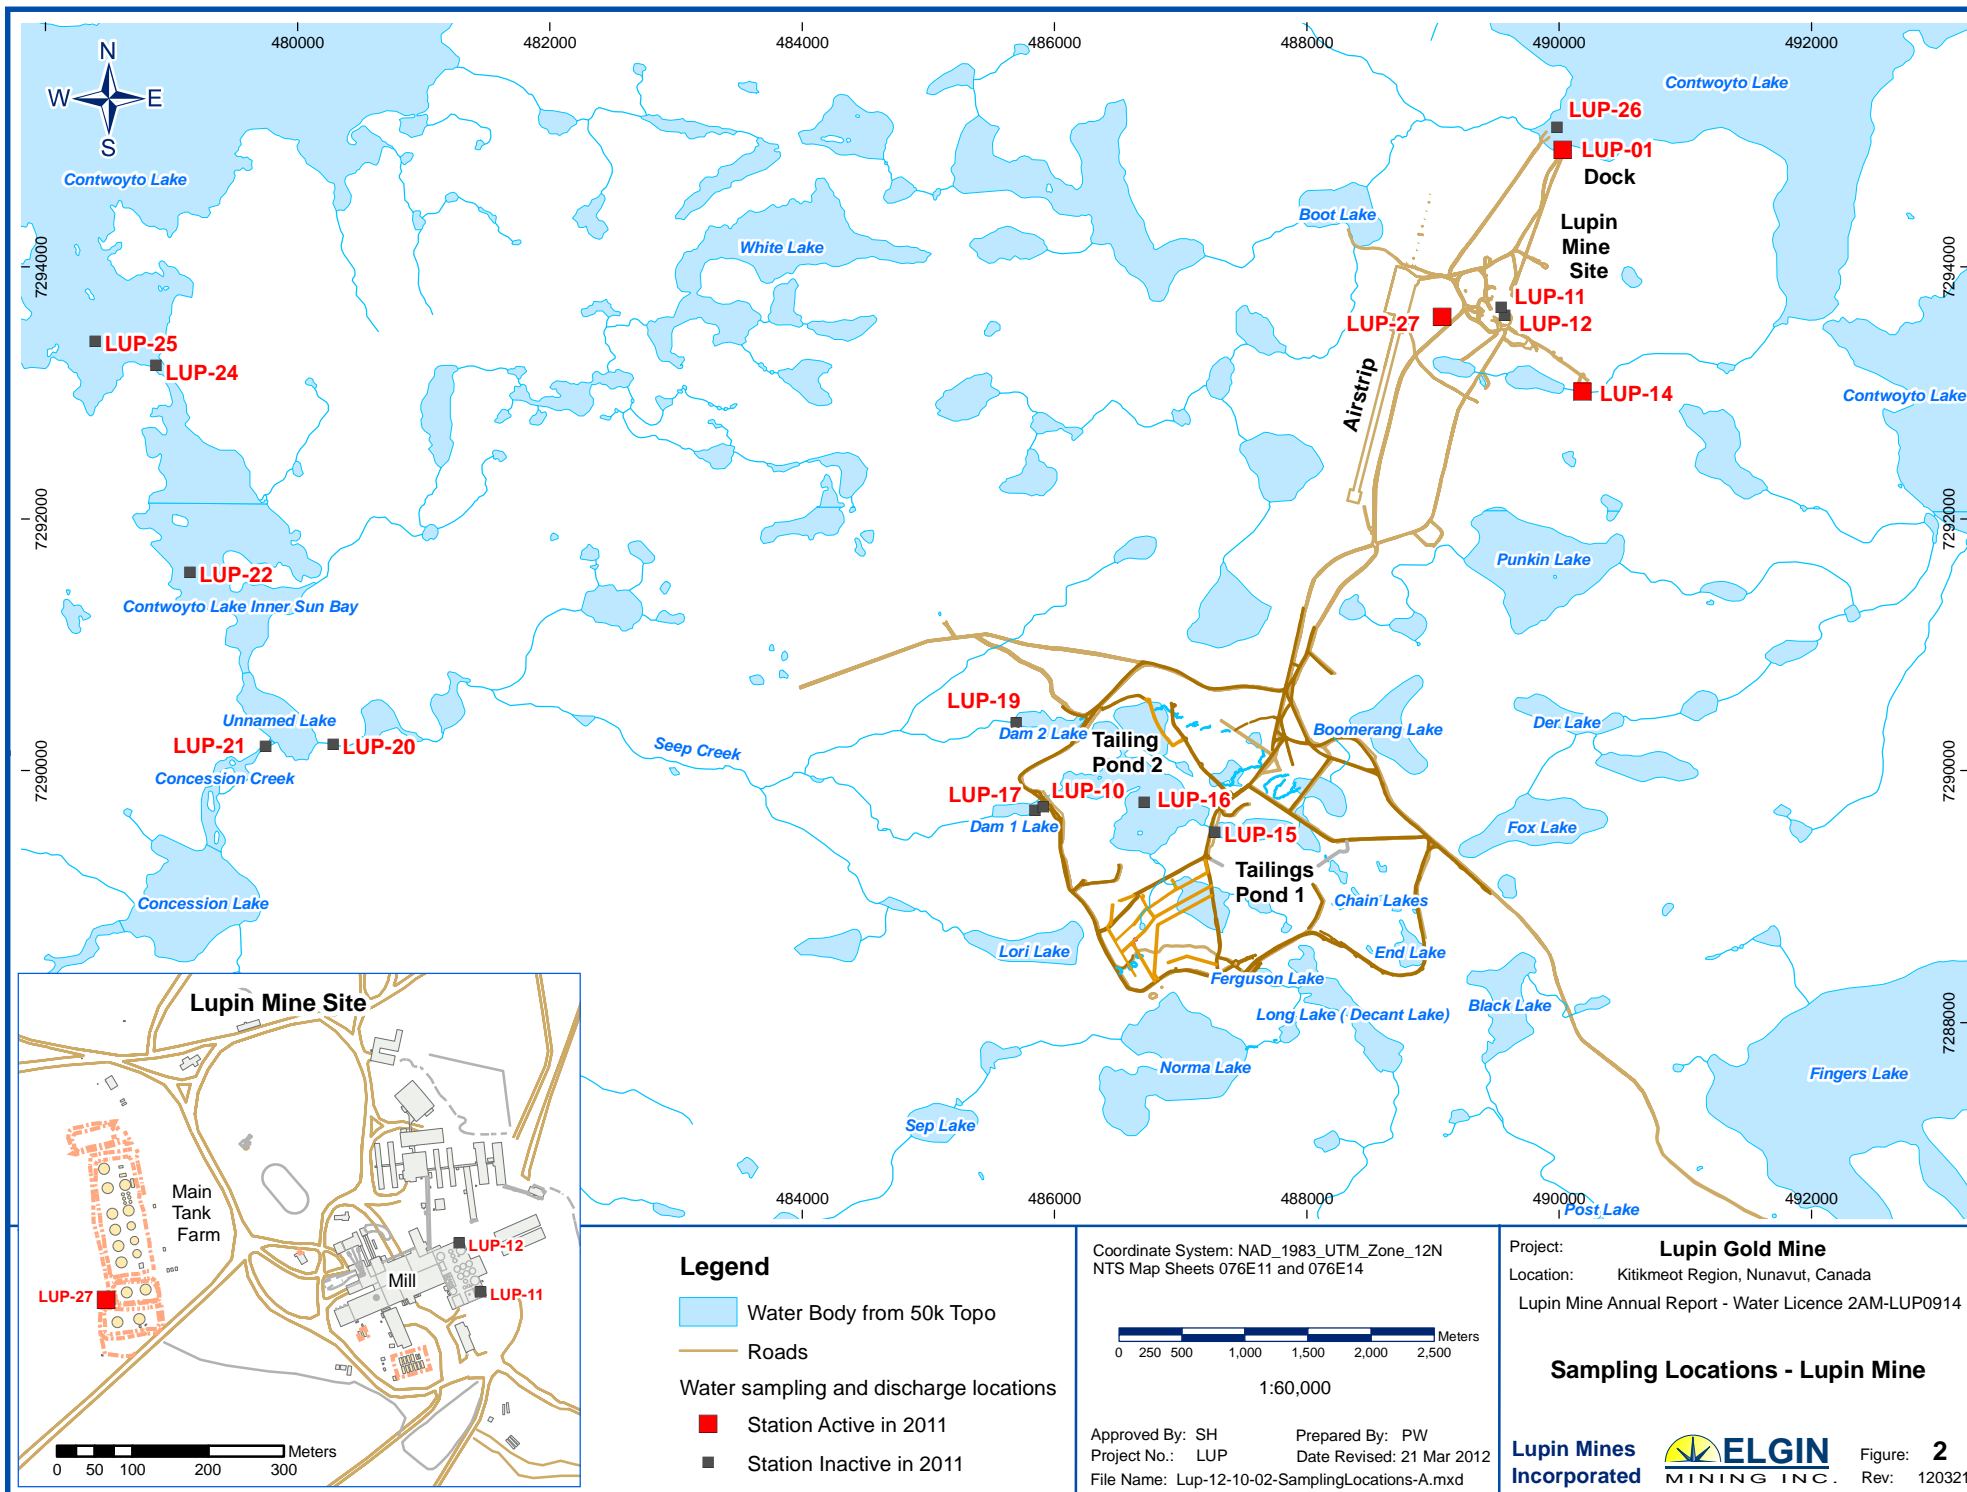 480000
482000
484000
486000
488000
490000
492000
N
W
E
S
Contwoyto Lake
Contwoyto Lake
LUP-26
LUP-01
Dock
Boot Lake
White Lake
Lupin
Mine
Site
7294000
7294000
LUP-11
LUP-12
LUP-27
LUP-25
LUP-24
Airstrip
LUP-14
Contwoyto Lake
7292000
7292000
Punkin Lake
LUP-22
Contwoyto Lake Inner Sun Bay
LUP-19
Unnamed Lake
Dam 2 Lake
Boomerang Lake
Der Lake
LUP-21
LUP-20
Seep Creek
Tailing
Pond 2
7290000
7290000
Concession Creek
LUP-17
LUP-10
LUP-16
Dam 1 Lake
LUP-15
Fox Lake
Tailings
Pond 1
Concession Lake
Chain Lakes
Lori Lake
End Lake
Ferguson Lake
Long Lake ( Decant Lake)
Black Lake
7288000
Norma Lake
Fingers Lake
Sep Lake
484000
486000
488000
490000
492000
Post Lake
Lupin Mine Site
Main
Tank
Farm
LUP-12
Mill
LUP-27
LUP-11
Meters
0 50 100 200 300
Legend
Water Body from 50k Topo
Roads
Water sampling and discharge locations
Station Active in 2011
Station Inactive in 2011
Coordinate System: NAD_1983_UTM_Zone_12N
NTS Map Sheets 076E11 and 076E14
Meters
0 250 500 1,000 1,500 2,000 2,500
1:60,000
Approved By: SH Prepared By: PW
Project No.: LUP Date Revised: 21 Mar 2012
File Name: Lup-12-10-02-SamplingLocations-A.mxd
Project: Lupin Gold Mine
Location: Kitikmeot Region, Nunavut, Canada
Lupin Mine Annual Report - Water Licence 2AM-LUP0914
Sampling Locations - Lupin Mine
Lupin Mines
Incorporated
ELGIN
MINING INC.
Figure: 2
Rev: 120321